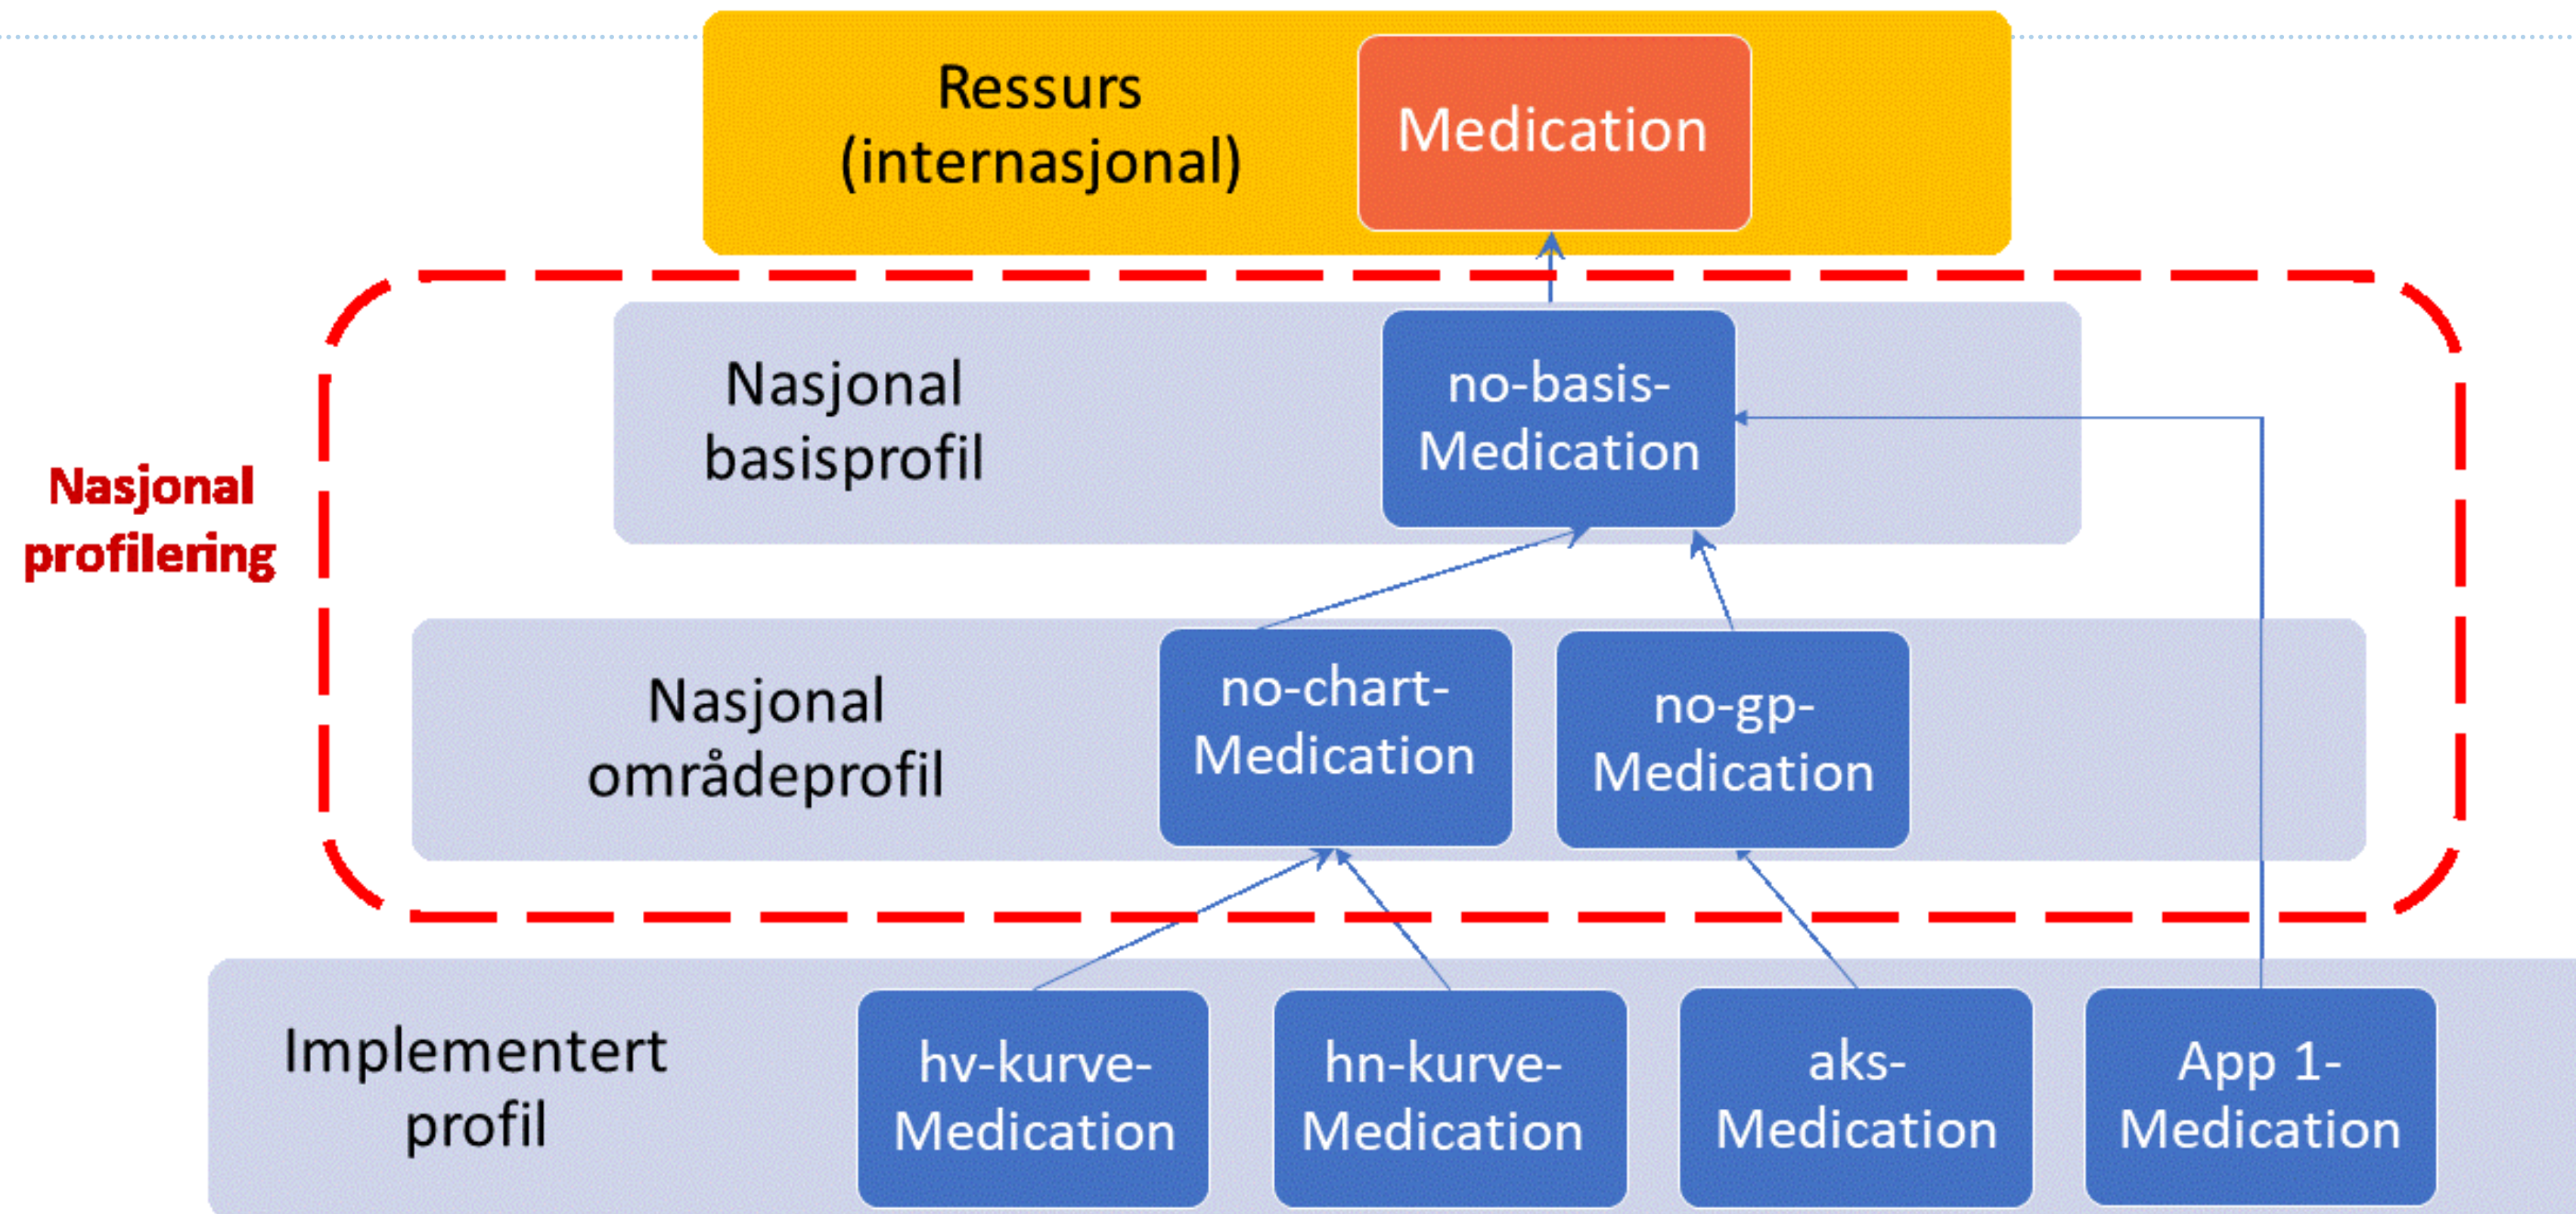 Ressurs
(internasjonal)
Medication
Nasjonal
basisprofil
no-basis-
Medication
Nasjonal
profilering
Nasjonal
områdeprofil
no-chart-
Medication
no-gp-
Medication
Implementert
profil
hv-kurve-
Medication
hn-kurve-
Medication
aks-
Medication
App 1-
Medication